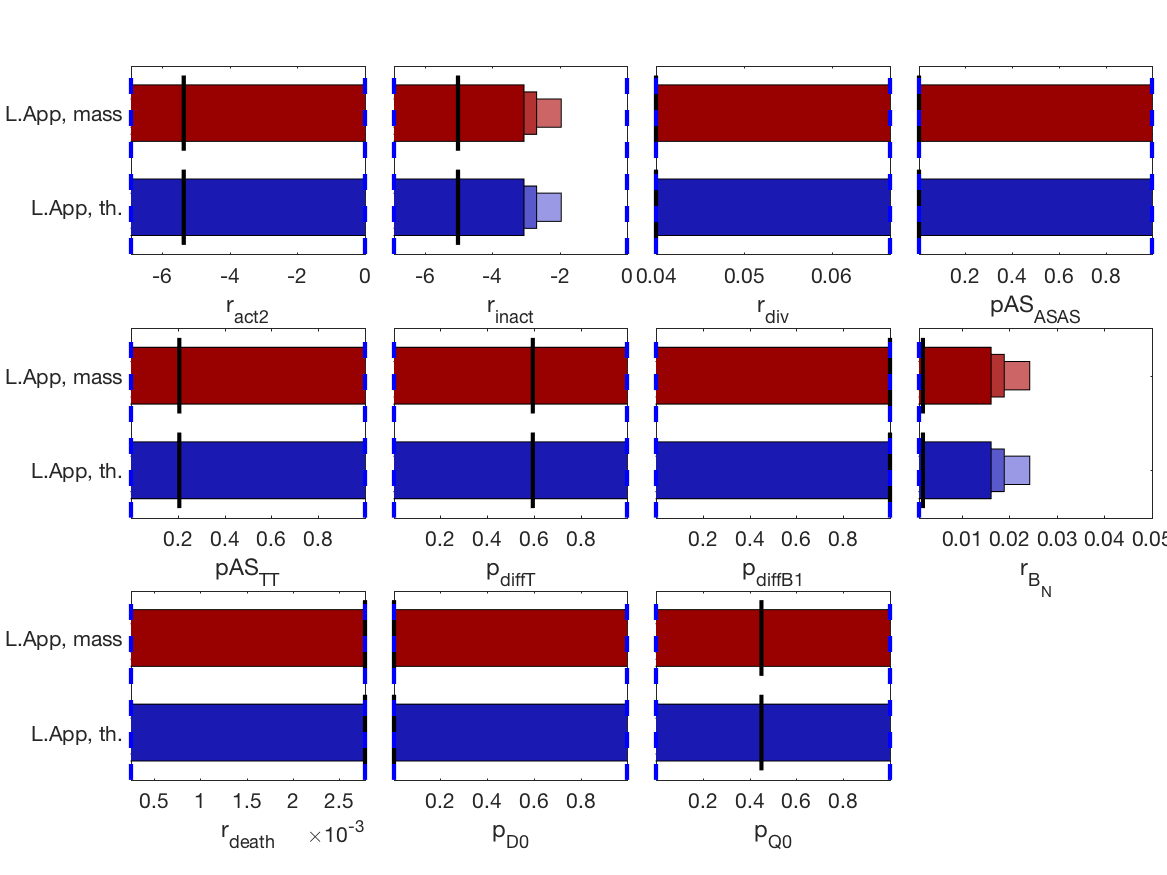 L.App, mass
L.App, th.
-6 -4 -2 0
r_act2
-6 -4 -2 0
r_inact
0.04 0.05 0.06
r_div
0.2 0.4 0.6 0.8
pAS_ASAS
L.App, mass
L.App, th.
0.2 0.4 0.6 0.8
pAS_TT
0.2 0.4 0.6 0.8
p_diffT
0.2 0.4 0.6 0.8
p_diffB1
0.01 0.02 0.03 0.04 0.05
r_B_N
L.App, mass
L.App, th.
0.5 1 1.5 2 2.5
r_death ×10^-3
0.2 0.4 0.6 0.8
p_D0
0.2 0.4 0.6 0.8
p_Q0